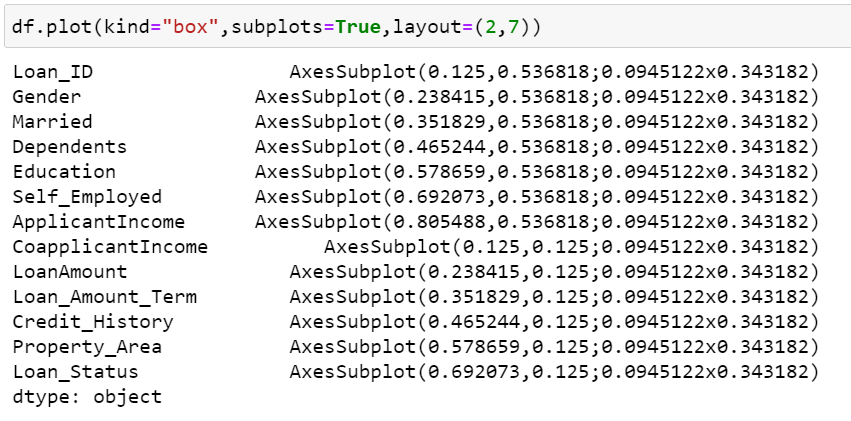 df.plot(kind="box",subplots=True,layout=(2,7))
Loan_ID AxesSubplot(0.125,0.536818;0.0945122x0.343182)
Gender AxesSubplot(0.238415,0.536818;0.0945122x0.343182)
Married AxesSubplot(0.351829,0.536818;0.0945122x0.343182)
Dependents AxesSubplot(0.465244,0.536818;0.0945122x0.343182)
Education AxesSubplot(0.578659,0.536818;0.0945122x0.343182)
Self_Employed AxesSubplot(0.692073,0.536818;0.0945122x0.343182)
ApplicantIncome AxesSubplot(0.805488,0.536818;0.0945122x0.343182)
CoapplicantIncome AxesSubplot(0.125,0.125;0.0945122x0.343182)
LoanAmount AxesSubplot(0.238415,0.125;0.0945122x0.343182)
Loan_Amount_Term AxesSubplot(0.351829,0.125;0.0945122x0.343182)
Credit_History AxesSubplot(0.465244,0.125;0.0945122x0.343182)
Property_Area AxesSubplot(0.578659,0.125;0.0945122x0.343182)
Loan_Status AxesSubplot(0.692073,0.125;0.0945122x0.343182)
dtype: object